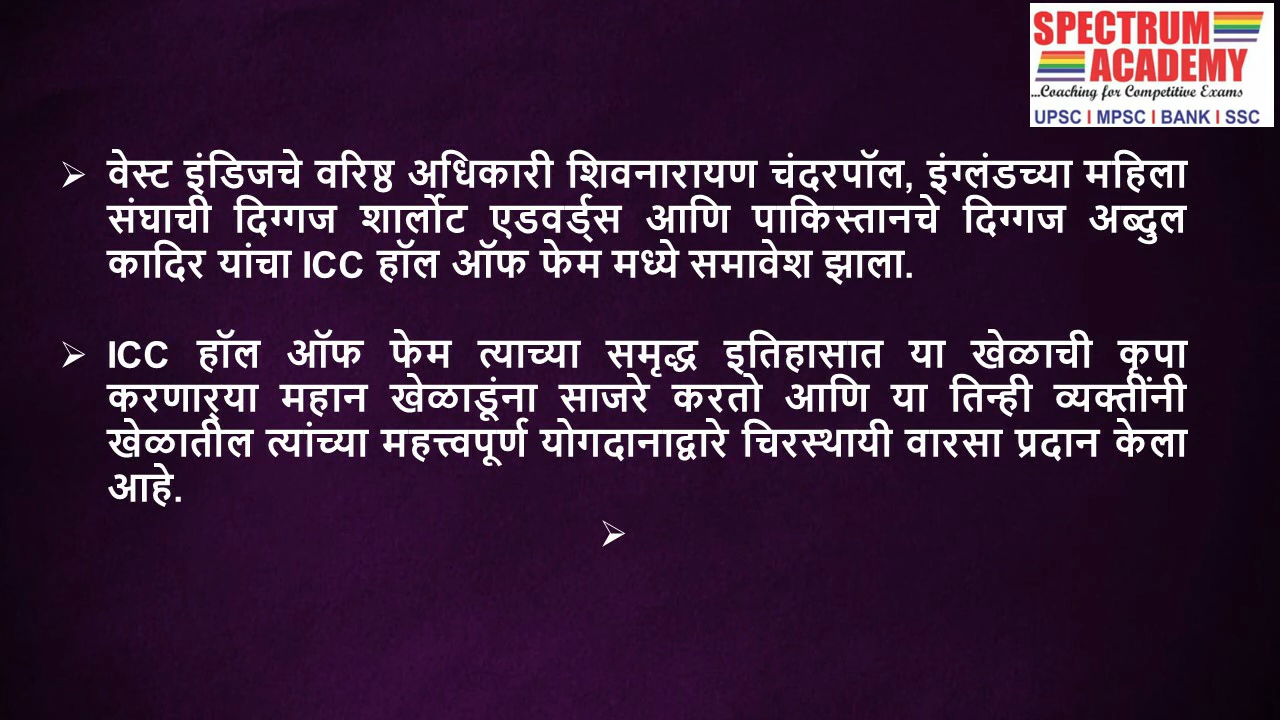 SPECTRUM
ACADEMY
...Coaching for Competitive Exams
UPSC I MPSC I BANK I SSC
➢ वेस्ट इंडिजचे वरिष्ठ अधिकारी शिवनारायण चंदरपॉल, इंग्लंडच्या महिला
संघाची दिग्गज शार्लोट एडवर्ड्स आणि पाकिस्तानचे दिग्गज अब्दुल
कादिर यांचा ICC हॉल ऑफ फेम मध्ये समावेश झाला.
➢ ICC हॉल ऑफ फेम त्याच्या समृद्ध इतिहासात या खेळाची कृपा
करणार्‍या महान खेळाडूंना साजरे करतो आणि या तिन्ही व्यक्तींनी
खेळातील त्यांच्या महत्त्वपूर्ण योगदानाद्वारे चिरस्थायी वारसा प्रदान केला
आहे.
➢